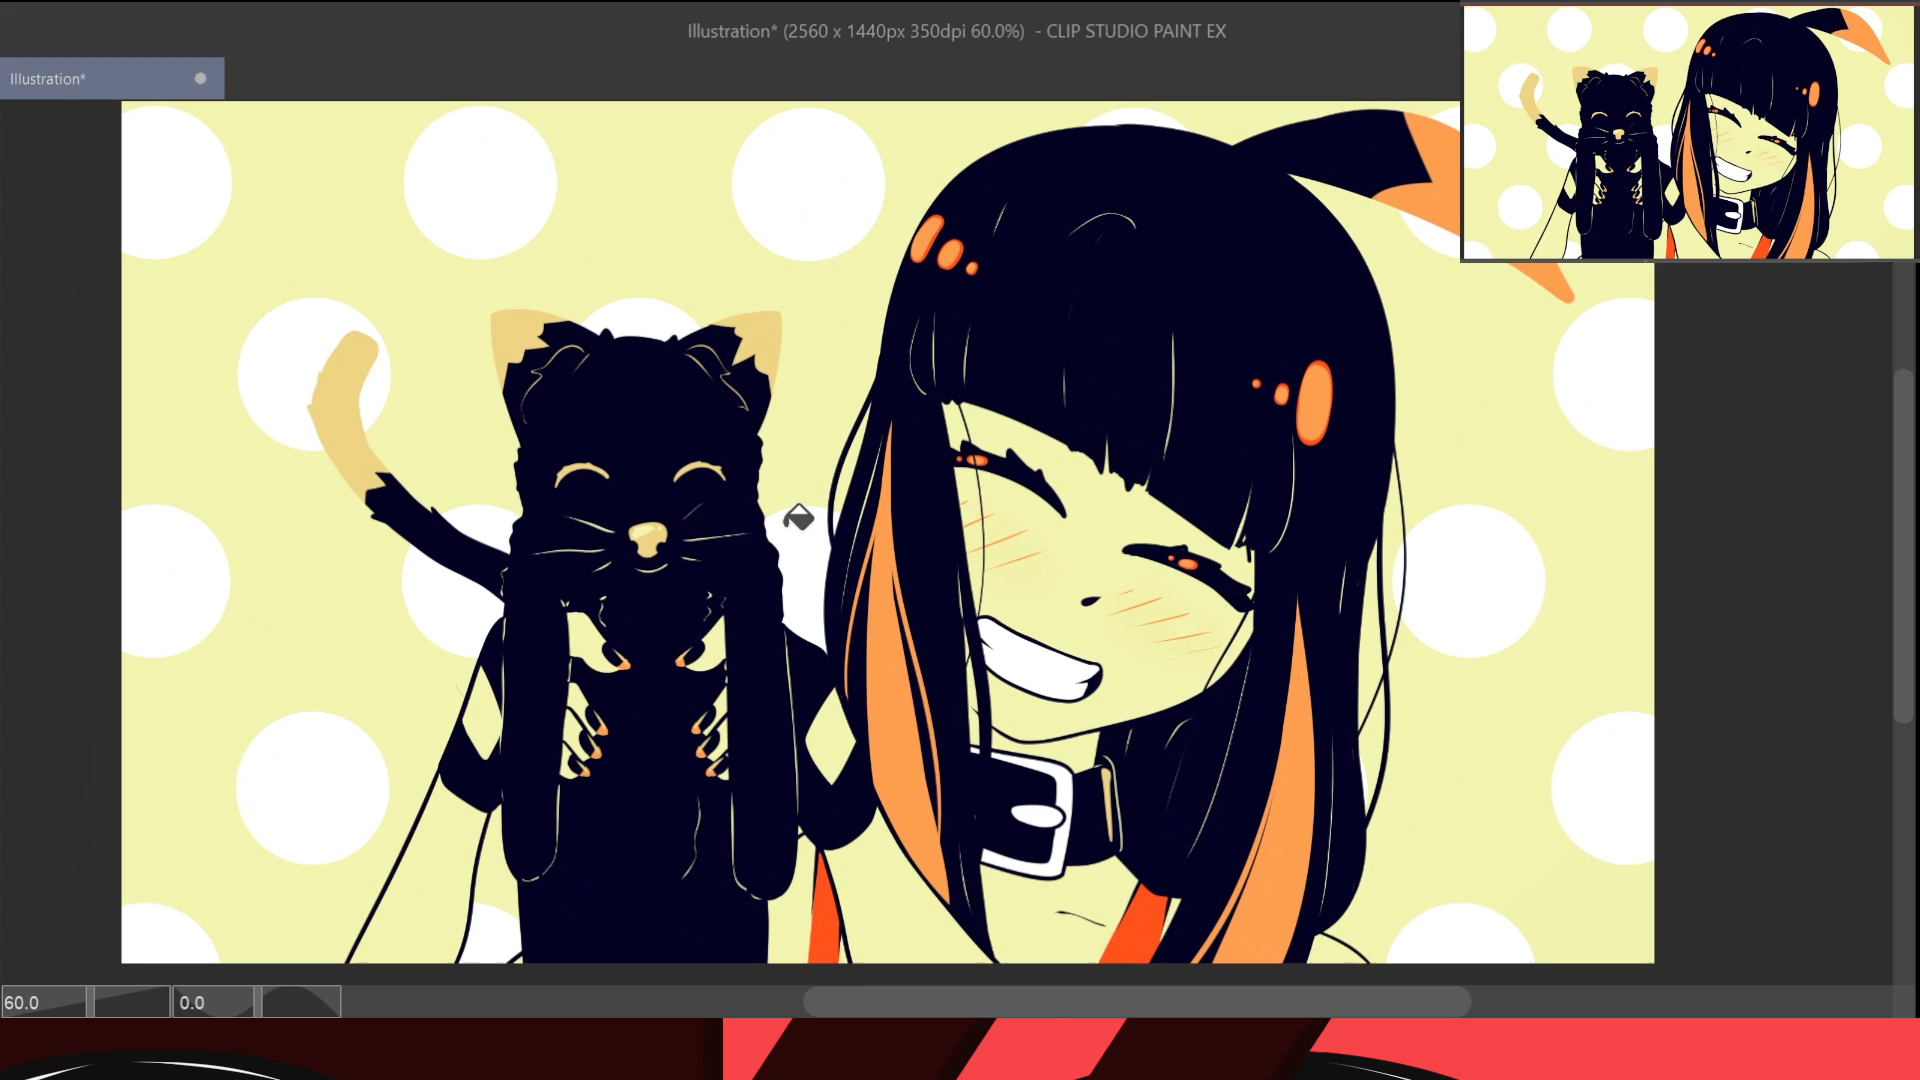 Illustration* (2560 x 1440px 350dpi 60.0%)  - CLIP STUDIO PAINT EX
Illustration*
60.0
0.0